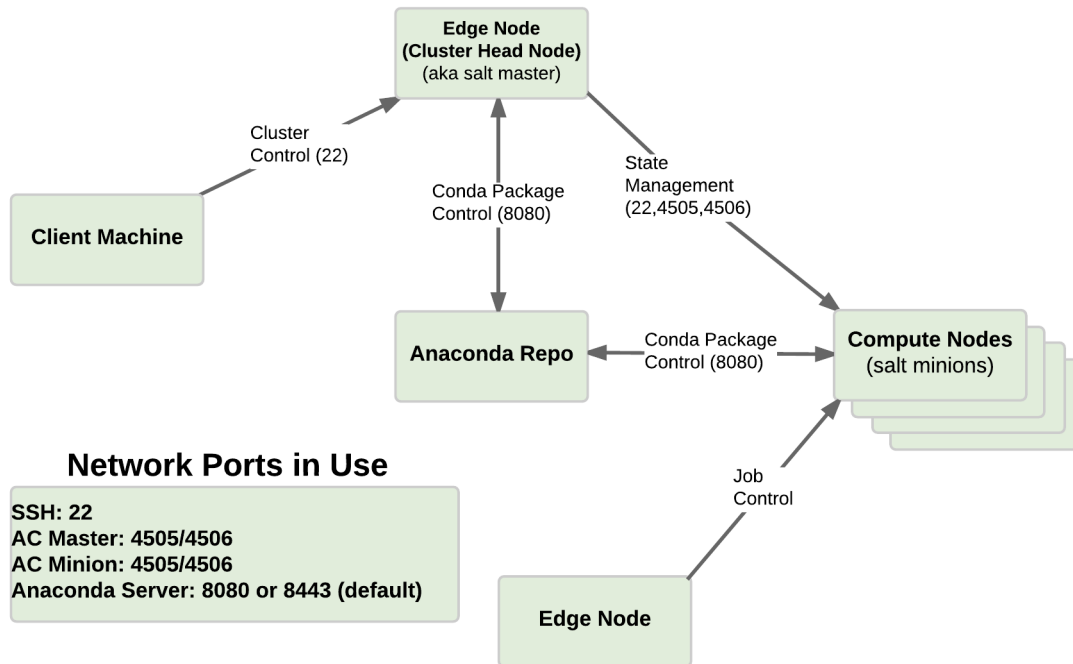 Edge Node
(Cluster Head Node)
(aka salt master)
Cluster
Control (22)
State
Management
(22,4505,4506)
Conda Package
Control (8080)
Client Machine
Anaconda Repo
Conda Package
Control (8080)
Compute Nodes
(salt minions)
Network Ports in Use
SSH: 22
AC Master: 4505/4506
AC Minion: 4505/4506
Anaconda Server: 8080 or 8443 (default)
Job
Control
Edge Node